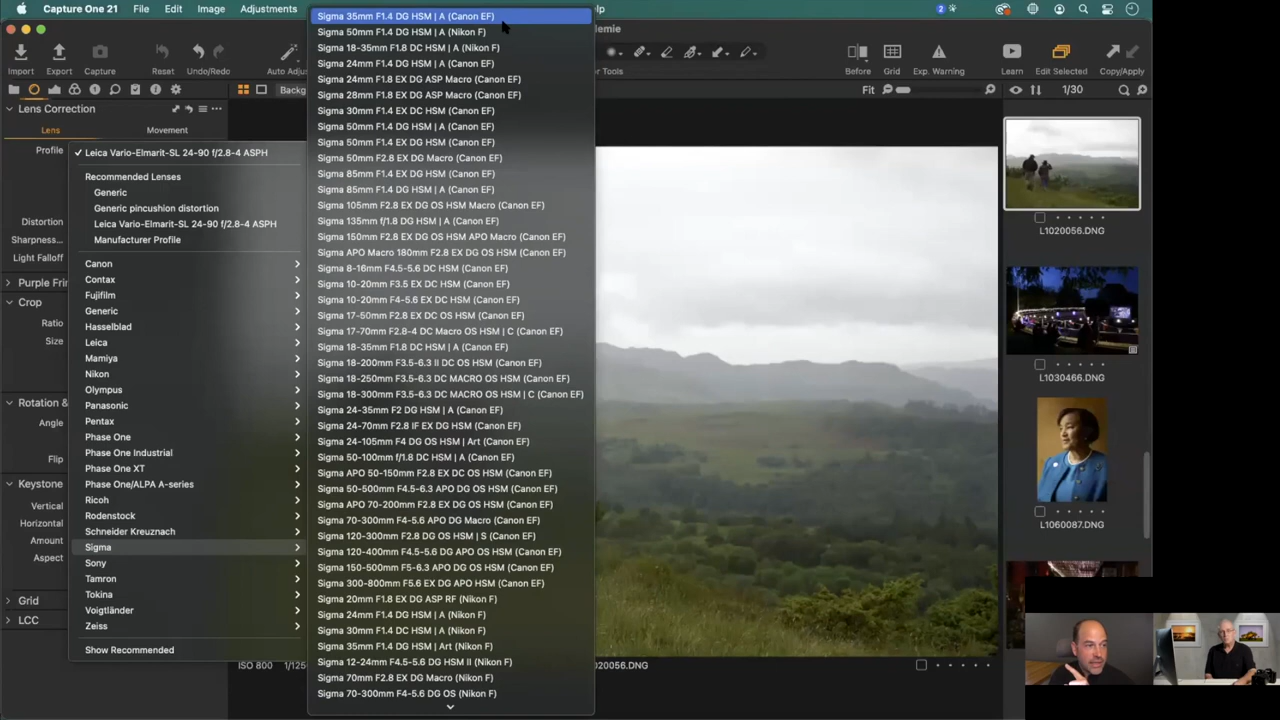 Capture One 21 File Edit Image Adjustments lp
emie
Import Export Capture Reset Undo/Redo Auto Adjus
er Tools Before Grid Exp. Warning Learn Edit Selected Copy/Apply
Backg Fit 1/30
Lens Correction
Lens Movement
Profile
Distortion
Sharpness...
Light Falloff
Purple Frin
Crop
Ratio
Size
Rotation &
Angle
Flip
Keystone
Vertical
Horizontal
Amount
Aspect
Grid
LCC
Leica Vario-Elmarit-SL 24-90 f/2.8-4 ASPH
Recommended Lenses
Generic
Generic pincushion distortion
Leica Vario-Elmarit-SL 24-90 f/2.8-4 ASPH
Manufacturer Profile
Canon
Contax
Fujifilm
Generic
Hasselblad
Leica
Mamiya
Nikon
Olympus
Panasonic
Pentax
Phase One
Phase One Industrial
Phase One XT
Phase One/ALPA A-series
Ricoh
Rodenstock
Schneider Kreuznach
Sigma
Sony
Tamron
Tokina
Voigtländer
Zeiss
Show Recommended
Sigma 35mm F1.4 DG HSM | A (Canon EF)
Sigma 50mm F1.4 DG HSM | A (Nikon F)
Sigma 18-35mm F1.8 DC HSM | A (Nikon F)
Sigma 24mm F1.4 DG HSM | A (Canon EF)
Sigma 24mm F1.8 EX DG ASP Macro (Canon EF)
Sigma 28mm F1.8 EX DG ASP Macro (Canon EF)
Sigma 30mm F1.4 EX DC HSM (Canon EF)
Sigma 50mm F1.4 DG HSM | A (Canon EF)
Sigma 50mm F1.4 EX DG HSM (Canon EF)
Sigma 50mm F2.8 EX DG Macro (Canon EF)
Sigma 85mm F1.4 EX DG HSM (Canon EF)
Sigma 85mm F1.4 DG HSM | A (Canon EF)
Sigma 105mm F2.8 EX DG OS HSM Macro (Canon EF)
Sigma 135mm f/1.8 DG HSM | A (Canon EF)
Sigma 150mm F2.8 EX DG OS HSM APO Macro (Canon EF)
Sigma APO Macro 180mm F2.8 EX DG OS HSM (Canon EF)
Sigma 8-16mm F4.5-5.6 DC HSM (Canon EF)
Sigma 10-20mm F3.5 EX DC HSM (Canon EF)
Sigma 10-20mm F4-5.6 EX DC HSM (Canon EF)
Sigma 17-50mm F2.8 EX DC OS HSM (Canon EF)
Sigma 17-70mm F2.8-4 DC Macro OS HSM | C (Canon EF)
Sigma 18-35mm F1.8 DC HSM | A (Canon EF)
Sigma 18-200mm F3.5-6.3 II DC OS HSM (Canon EF)
Sigma 18-250mm F3.5-6.3 DC MACRO OS HSM (Canon EF)
Sigma 18-300mm F3.5-6.3 DC MACRO OS HSM | C (Canon EF)
Sigma 24-35mm F2 DG HSM | A (Canon EF)
Sigma 24-70mm F2.8 IF EX DG HSM (Canon EF)
Sigma 24-105mm F4 DG OS HSM | Art (Canon EF)
Sigma 50-100mm f/1.8 DC HSM | A (Canon EF)
Sigma APO 50-150mm F2.8 EX DC OS HSM (Canon EF)
Sigma 50-500mm F4.5-6.3 APO DG OS HSM (Canon EF)
Sigma APO 70-200mm F2.8 EX DG OS HSM (Canon EF)
Sigma 70-300mm F4-5.6 APO DG Macro (Canon EF)
Sigma 120-300mm F2.8 DG OS HSM | S (Canon EF)
Sigma 120-400mm F4.5-5.6 DG APO OS HSM (Canon EF)
Sigma 150-500mm F5-6.3 APO DG OS HSM (Canon EF)
Sigma 300-800mm F5.6 EX DG APO HSM (Canon EF)
Sigma 20mm F1.8 EX DG ASP RF (Nikon F)
Sigma 24mm F1.4 DG HSM | A (Nikon F)
Sigma 30mm F1.4 DC HSM | A (Nikon F)
Sigma 35mm F1.4 DG HSM | Art (Nikon F)
Sigma 12-24mm F4.5-5.6 DG HSM II (Nikon F)
Sigma 70mm F2.8 EX DG Macro (Nikon F)
Sigma 70-300mm F4-5.6 DG OS (Nikon F)
ISO 800 1/125 020056.DNG
L1020056.DNG
L1030466.DNG
L1060087.DNG